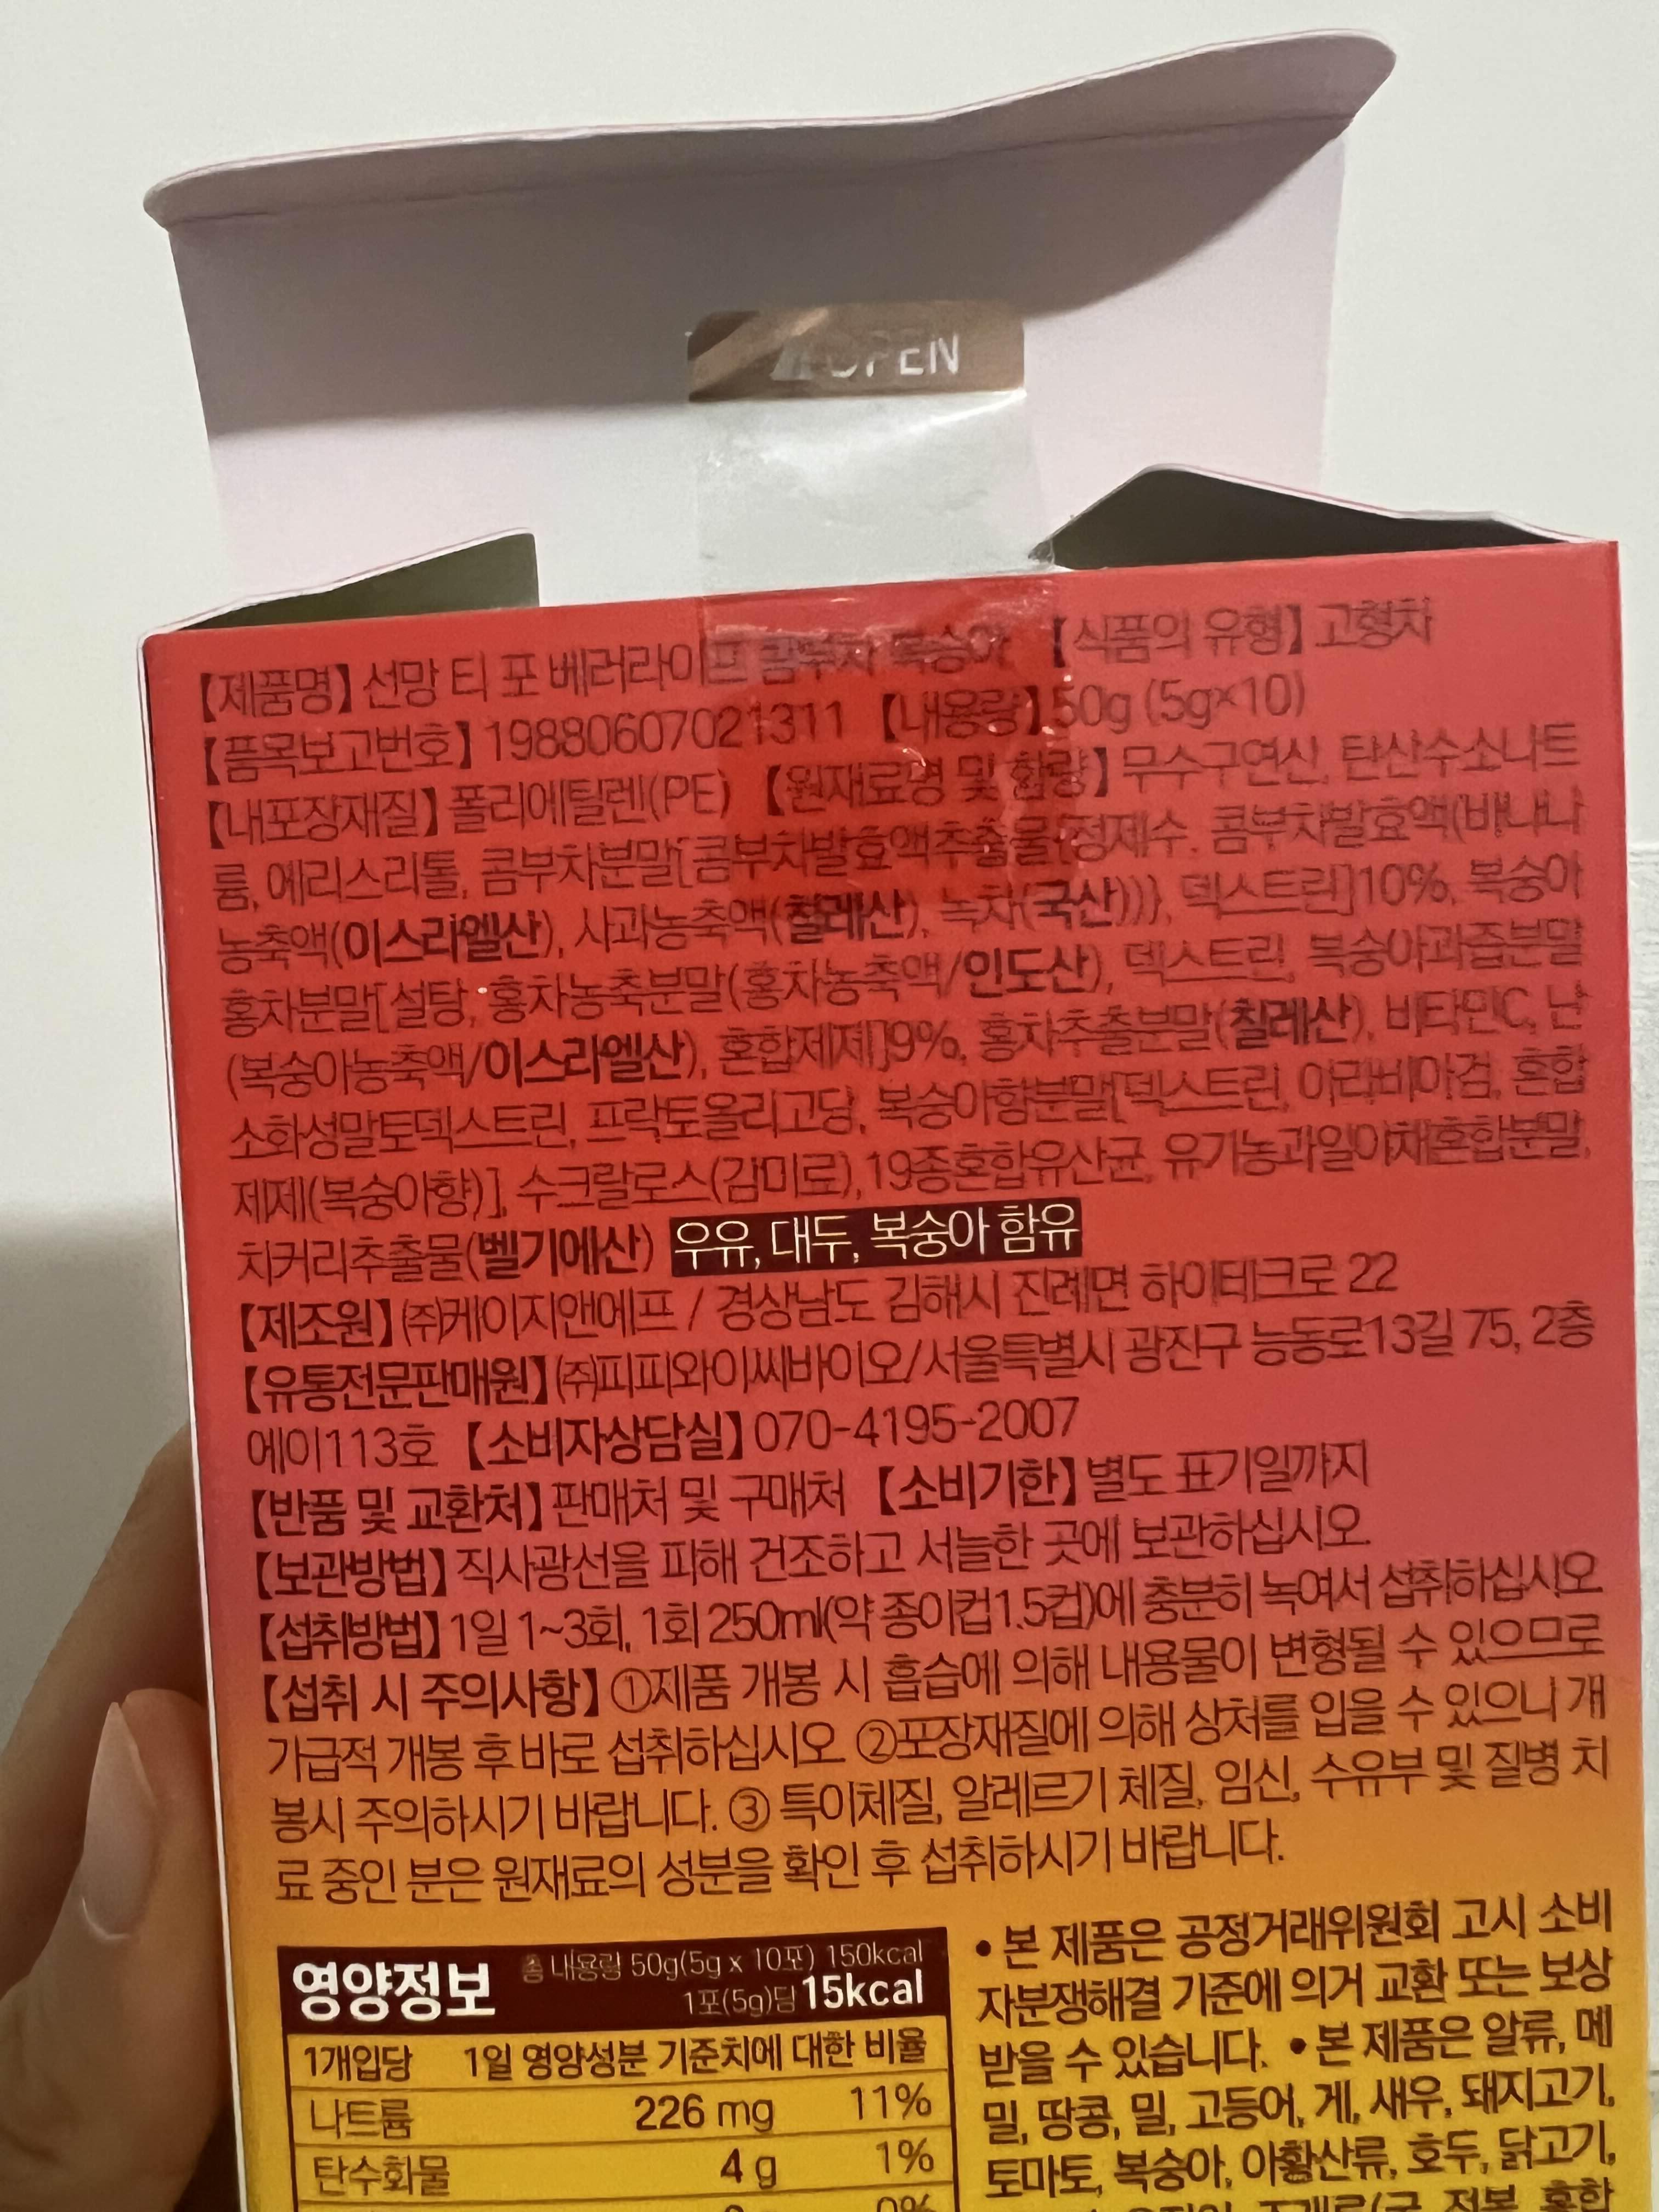 OPEN
【제품명】 선망 티 포 베러라이프 콤부차 복숭아 【식품의 유형】 고형차
【품목보고번호】 19880607021311 【내용량】 50g (5g×10)
【내포장재질】 폴리에틸렌(PE) 【원재료명 및 함량】 무수구연산, 탄산수소나트
륨, 에리스리톨, 콤부차분말[콤부차발효액추출물{정제수, 콤부차발효액(바나나
농축액(이스라엘산), 사과농축액(칠레산), 녹차(국산))}, 덱스트린]10%, 복숭아
홍차분말[설탕, 홍차농축분말(홍차농축액/인도산), 덱스트린, 복숭아과즙분말
(복숭아농축액/이스라엘산), 혼합제제]9%, 홍차추출분말(칠레산), 비타민C, 난
소화성말토덱스트린, 프락토올리고당, 복숭아향분말[덱스트린, 아라비아검, 혼합
제제(복숭아향)], 수크랄로스(감미료), 19종혼합유산균, 유기농과일야채혼합분말,
치커리추출물(벨기에산) 우유, 대두, 복숭아 함유
【제조원】 ㈜케이지앤에프 / 경상남도 김해시 진례면 하이테크로 22
【유통전문판매원】 ㈜피피와이씨바이오/서울특별시 광진구 능동로13길 75, 2층
에이113호 【소비자상담실】 070-4195-2007
【반품 및 교환처】 판매처 및 구매처 【소비기한】 별도 표기일까지
【보관방법】 직사광선을 피해 건조하고 서늘한 곳에 보관하십시오
【섭취방법】 1일 1~3회, 1회 250ml(약 종이컵1.5컵)에 충분히 녹여서 섭취하십시오
【섭취 시 주의사항】 ①제품 개봉 시 흡습에 의해 내용물이 변형될 수 있으므로
가급적 개봉 후 바로 섭취하십시오 ②포장재질에 의해 상처를 입을 수 있으니 개
봉시 주의하시기 바랍니다. ③ 특이체질, 알레르기 체질, 임신, 수유부 및 질병 치
료 중인 분은 원재료의 성분을 확인 후 섭취하시기 바랍니다.
영양정보 총 내용량 50g(5g x 10포) 150kcal
1포(5g)당 15kcal
1개입당 1일 영양성분 기준치에 대한 비율
나트륨 226 mg 11%
탄수화물 4 g 1%
0%
• 본 제품은 공정거래위원회 고시 소비
자분쟁해결 기준에 의거 교환 또는 보상
받을 수 있습니다. • 본 제품은 알류, 메
밀, 땅콩, 밀, 고등어, 게, 새우, 돼지고기,
토마토, 복숭아, 아황산류, 호두, 닭고기,